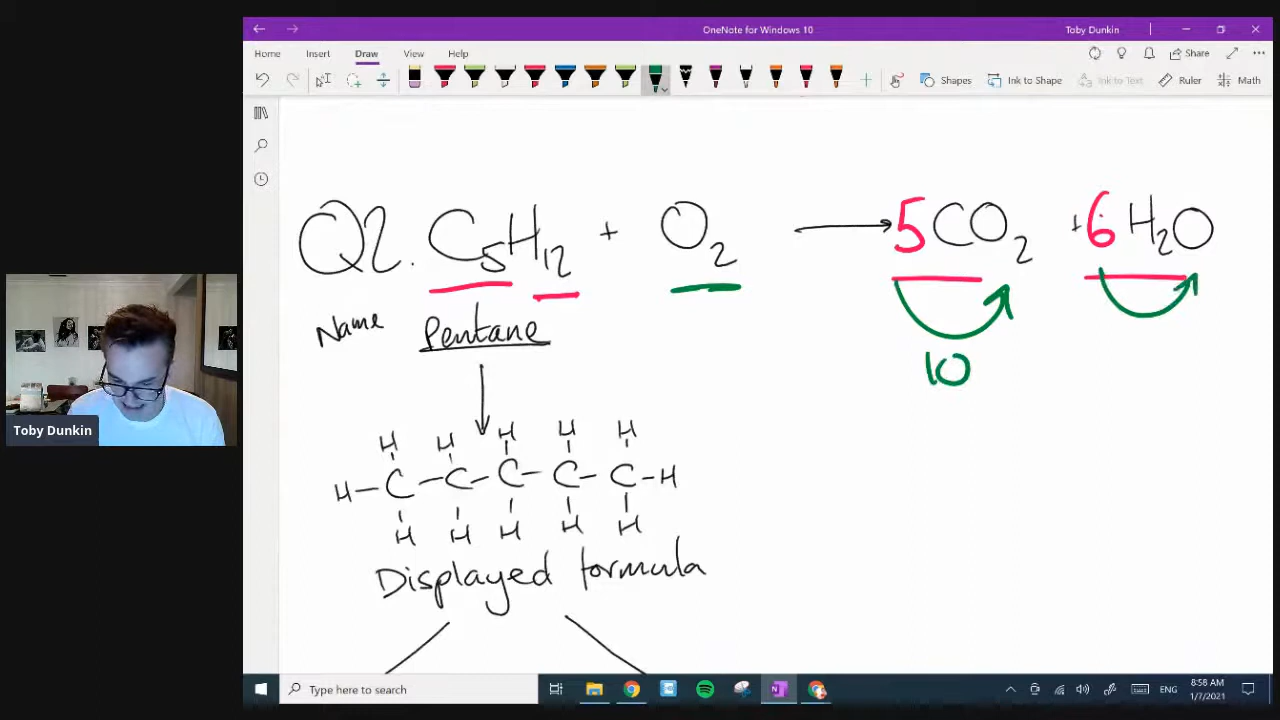 OneNote for Windows 10
Toby Dunkin
Home Insert Draw View Help
Share
Shapes Ink to Shape Ink to Text Ruler Math
Q2. C5H12 + O2 → 5CO2 + 6H2O
Name Pentane
10
H H H H H
H - C - C - C - C - C - H
H H H H H
Displayed formula
Toby Dunkin
Type here to search
ENG
8:58 AM
1/7/2021